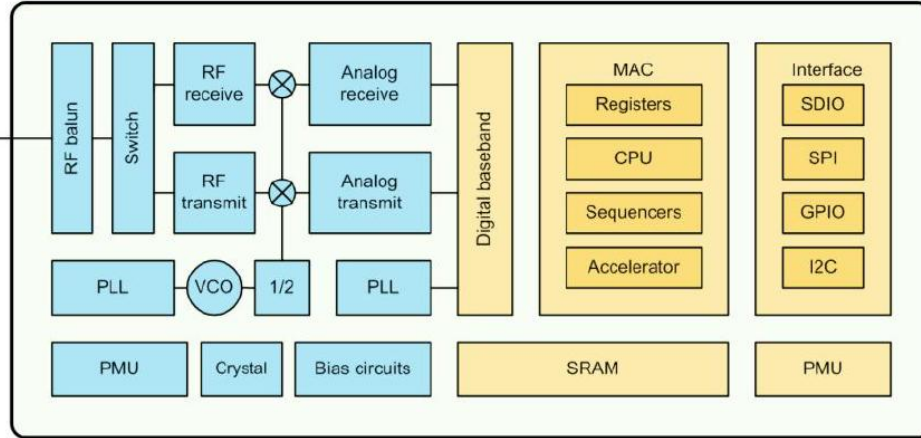 RF balun
Switch
RF
receive
RF
transmit
Analog
receive
Analog
transmit
PLL
VCO
1/2
PLL
Digital baseband
MAC
Registers
CPU
Sequencers
Accelerator
Interface
SDIO
SPI
GPIO
I2C
PMU
Crystal
Bias circuits
SRAM
PMU